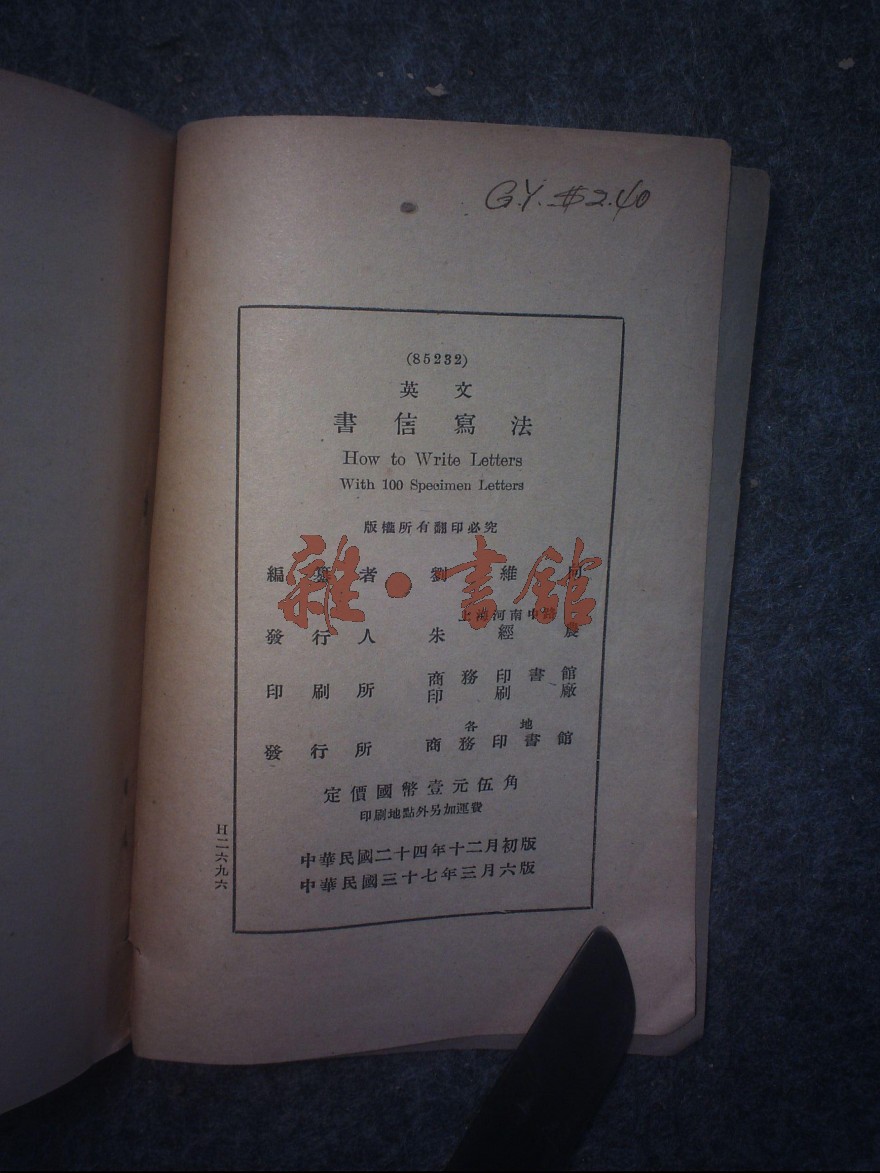 G.Y. $2.40
(85232)
英文
書信寫法
How to Write Letters
With 100 Specimen Letters
版權所有翻印必究
雜·書館
編纂者 劉維
上海河南中路
發行人 朱經農
印刷所 商務印書館
印刷廠
各地
發行所 商務印書館
定價國幣壹元伍角
印刷地點外另加運費
中華民國二十四年十二月初版
中華民國三十七年三月六版
H二六九六